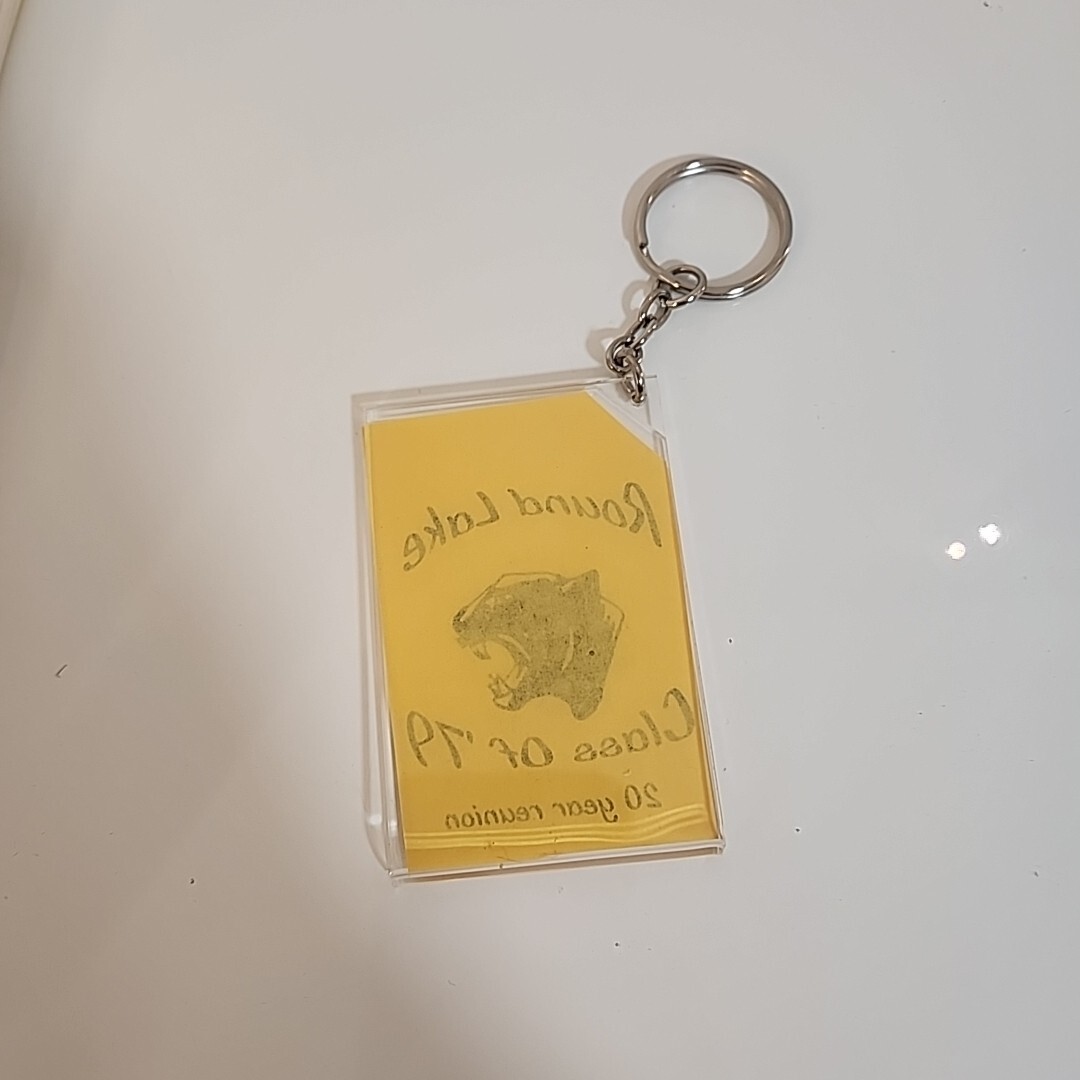 Round Lake
Class Of '79
20 year reunion